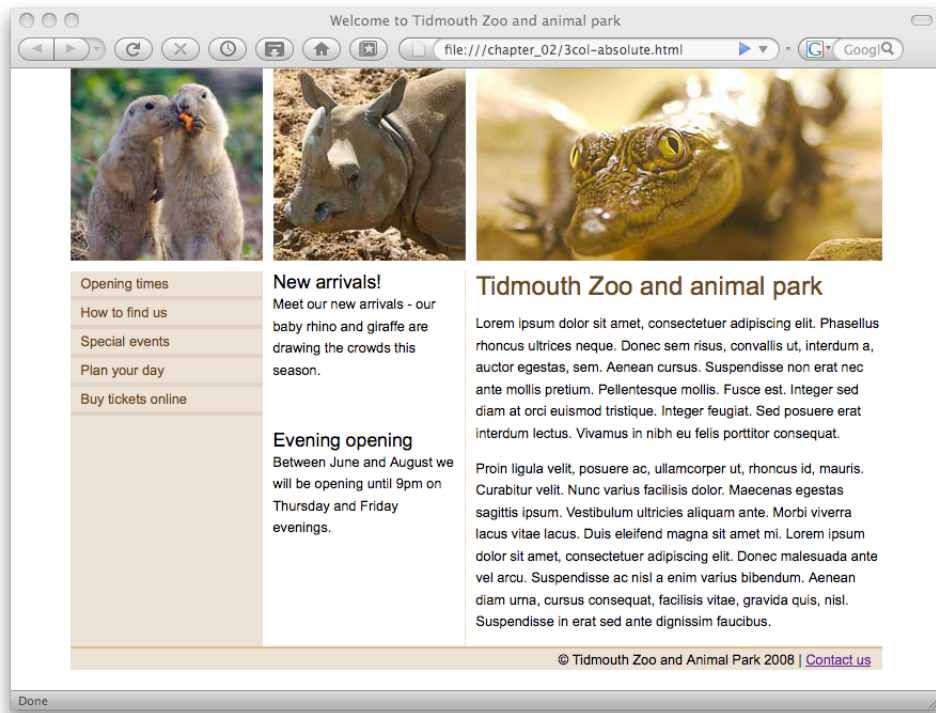 Welcome to Tidmouth Zoo and animal park
file:///chapter_02/3col-absolute.html
G
Googl
Opening times
How to find us
Special events
Plan your day
Buy tickets online
New arrivals!
Meet our new arrivals - our
baby rhino and giraffe are
drawing the crowds this
season.
Evening opening
Between June and August we
will be opening until 9pm on
Thursday and Friday
evenings.
Tidmouth Zoo and animal park
Lorem ipsum dolor sit amet, consectetuer adipiscing elit. Phasellus
rhoncus ultrices neque. Donec sem risus, convallis ut, interdum a,
auctor egestas, sem. Aenean cursus. Suspendisse non erat nec
ante mollis pretium. Pellentesque mollis. Fusce est. Integer sed
diam at orci euismod tristique. Integer feugiat. Sed posuere erat
interdum lectus. Vivamus in nibh eu felis porttitor consequat.
Proin ligula velit, posuere ac, ullamcorper ut, rhoncus id, mauris.
Curabitur velit. Nunc varius facilisis dolor. Maecenas egestas
sagittis ipsum. Vestibulum ultricies aliquam ante. Morbi viverra
lacus vitae lacus. Duis eleifend magna sit amet mi. Lorem ipsum
dolor sit amet, consectetuer adipiscing elit. Donec malesuada ante
vel arcu. Suspendisse ac nisl a enim varius bibendum. Aenean
diam urna, cursus consequat, facilisis vitae, gravida quis, nisl.
Suspendisse in erat sed ante dignissim faucibus.
© Tidmouth Zoo and Animal Park 2008 | Contact us
Done